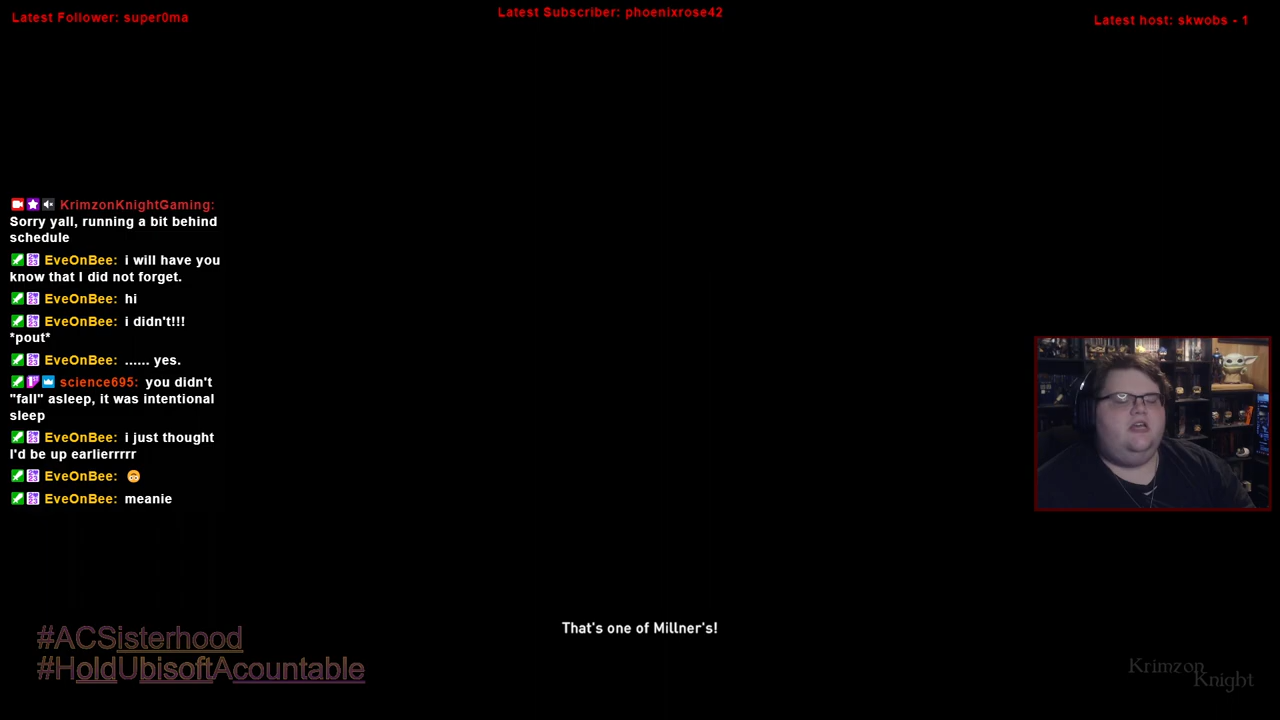 Latest Follower: super0ma
Latest Subscriber: phoenixrose42
Latest host: skwobs - 1
KrimzonKnightGaming:
Sorry yall, running a bit behind
schedule
EveOnBee: i will have you
know that I did not forget.
EveOnBee: hi
EveOnBee: i didn't!!!
*pout*
EveOnBee: ...... yes.
science695: you didn't
"fall" asleep, it was intentional
sleep
EveOnBee: i just thought
I'd be up earlierrrrr
EveOnBee:
EveOnBee: meanie
That's one of Millner's!
#ACSisterhood
#HoldUbisoftAcountable
Krimzon
Knight